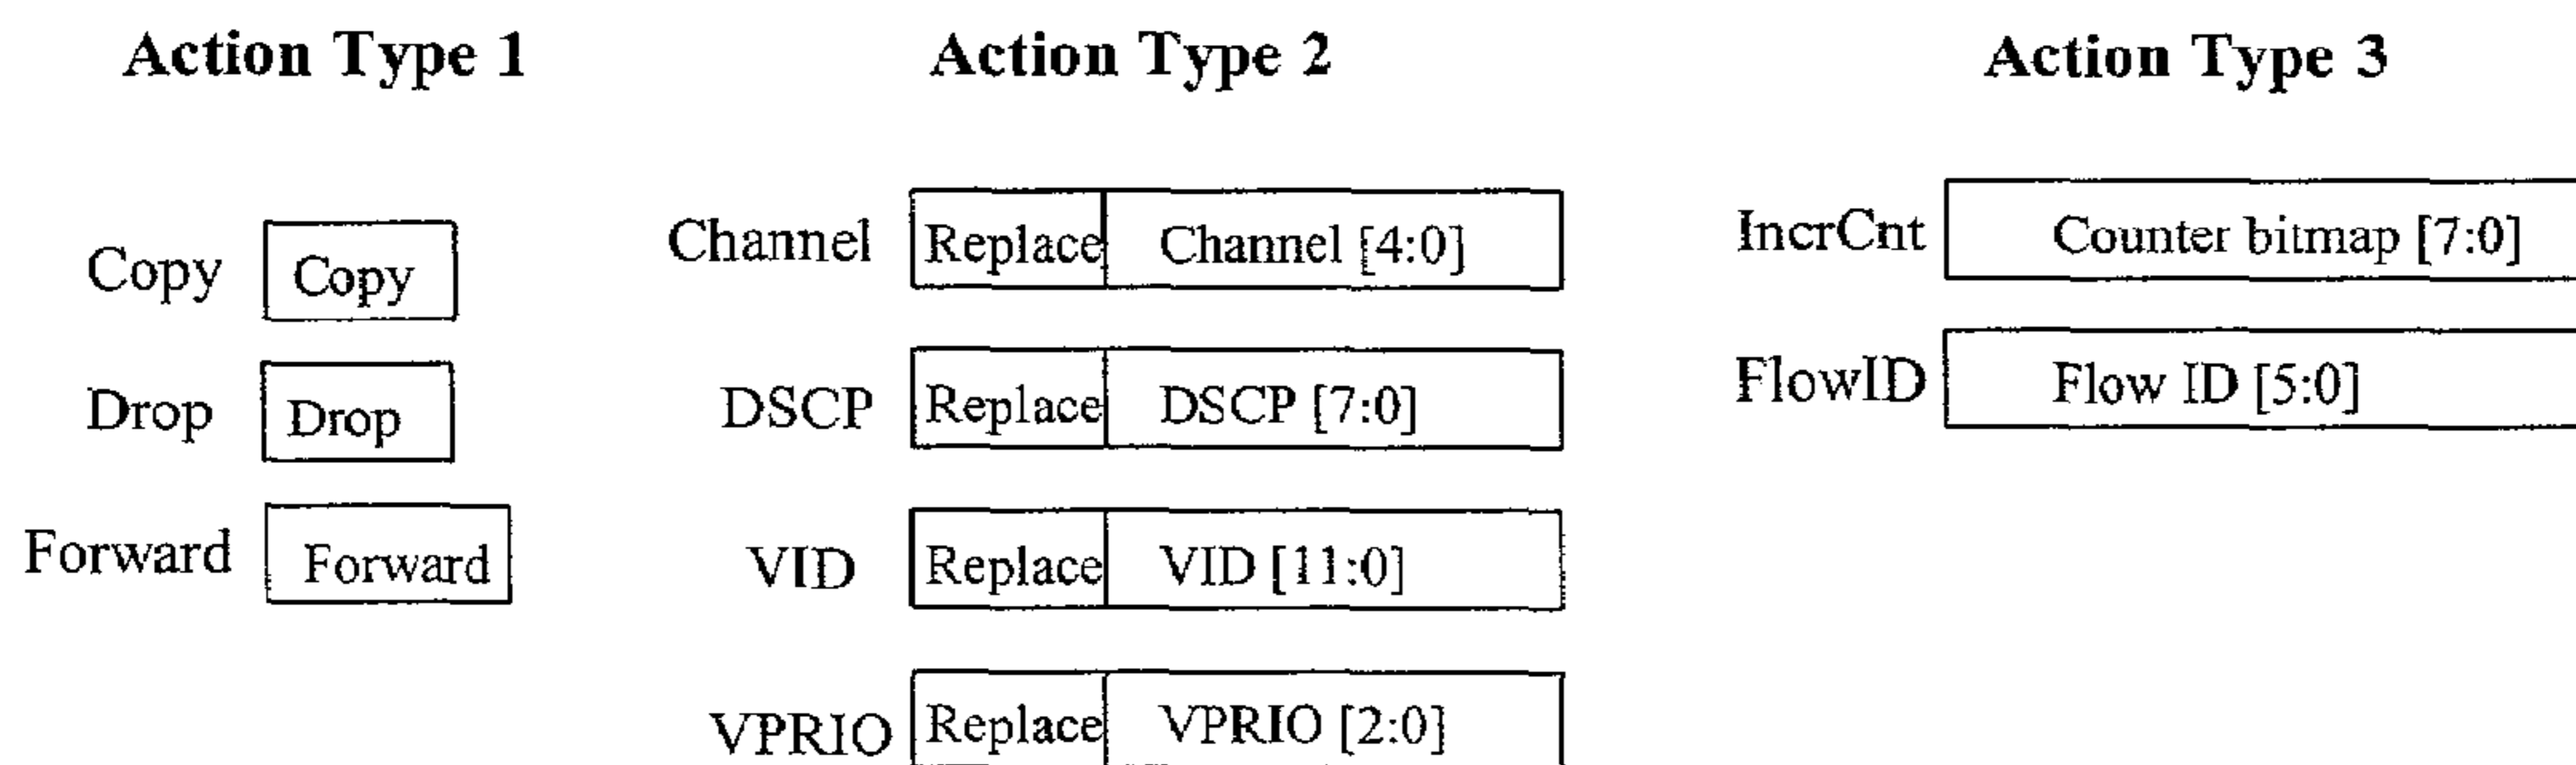 Action Type 1
Copy Copy
Drop Drop
Forward Forward
Action Type 2
Channel Replace Channel [4:0]
DSCP Replace DSCP [7:0]
VID Replace VID [11:0]
VPRIO Replace VPRIO [2:0]
Action Type 3
IncrCnt Counter bitmap [7:0]
FlowID Flow ID [5:0]